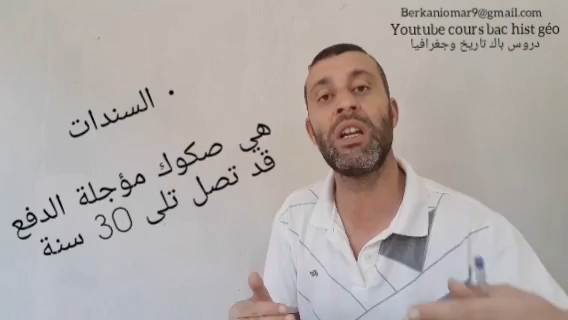 Berkaniomar9@gmail.com
Youtube cours bac hist géo
دروس باك تاريخ وجغرافيا
• السندات
هي صكوك مؤجلة الدفع
قد تصل تلى 30 سنة